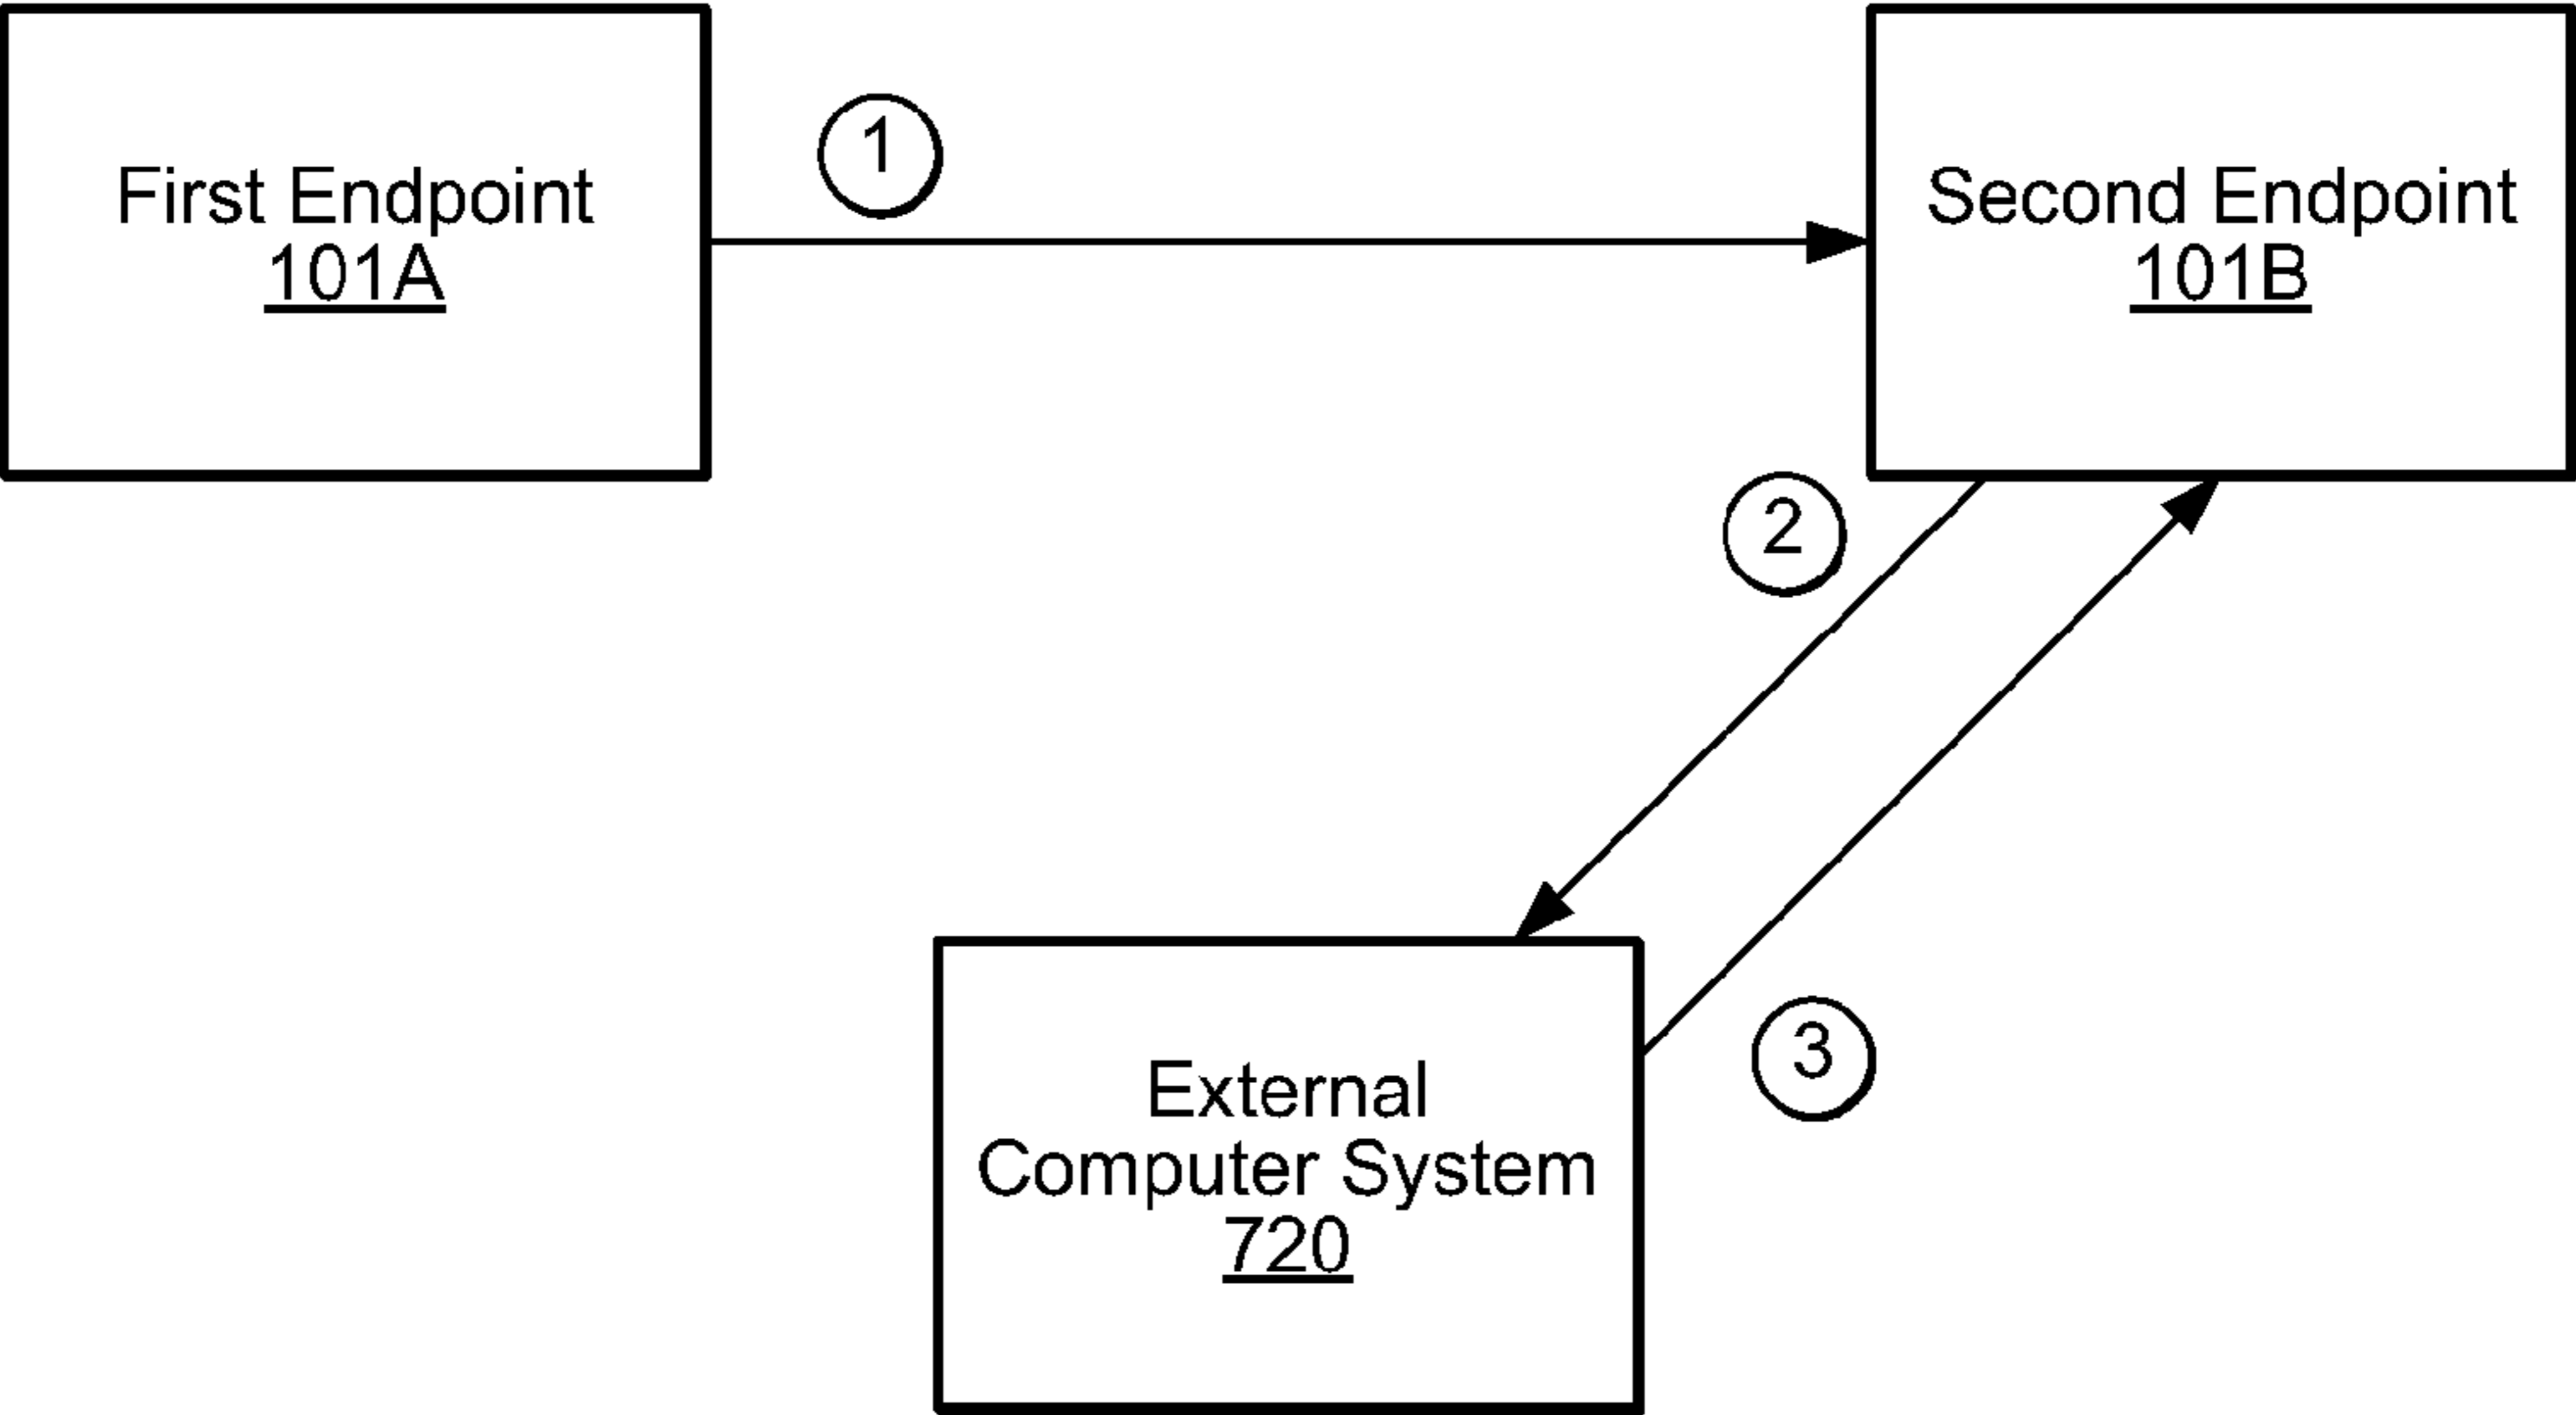 First Endpoint
101A
1
Second Endpoint
101B
2
3
External
Computer System
720